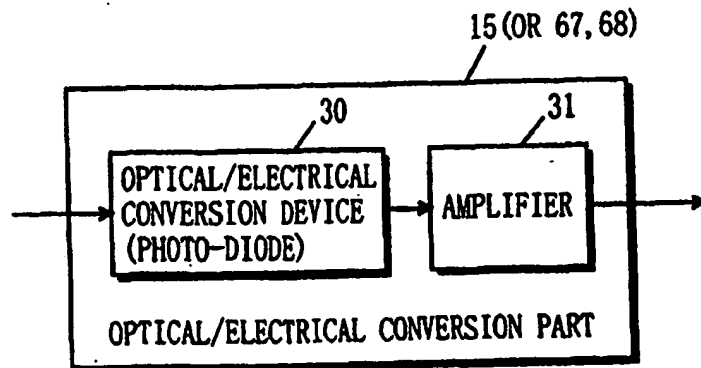 15(OR 67,68)
30
31
OPTICAL/ELECTRICAL
CONVERSION DEVICE
(PHOTO-DIODE)
AMPLIFIER
OPTICAL/ELECTRICAL CONVERSION PART